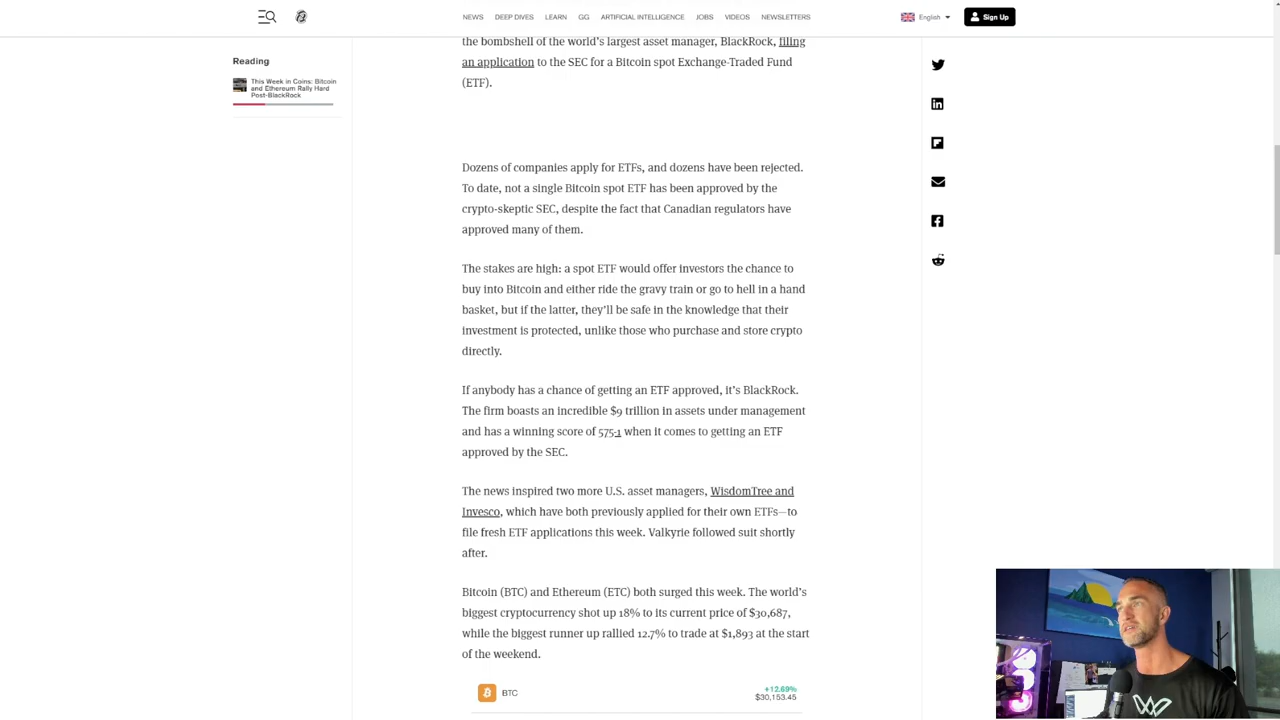 NEWS DEEP DIVES LEARN GG ARTIFICIAL INTELLIGENCE JOBS VIDEOS NEWSLETTERS
English
Sign Up
Reading
This Week in Coins: Bitcoin
and Ethereum Rally Hard
Post-BlackRock
the bombshell of the world's largest asset manager, BlackRock, filing
an application to the SEC for a Bitcoin spot Exchange-Traded Fund
(ETF).
Dozens of companies apply for ETFs, and dozens have been rejected.
To date, not a single Bitcoin spot ETF has been approved by the
crypto-skeptic SEC, despite the fact that Canadian regulators have
approved many of them.
The stakes are high: a spot ETF would offer investors the chance to
buy into Bitcoin and either ride the gravy train or go to hell in a hand
basket, but if the latter, they'll be safe in the knowledge that their
investment is protected, unlike those who purchase and store crypto
directly.
If anybody has a chance of getting an ETF approved, it's BlackRock.
The firm boasts an incredible $9 trillion in assets under management
and has a winning score of 575-1 when it comes to getting an ETF
approved by the SEC.
The news inspired two more U.S. asset managers, WisdomTree and
Invesco, which have both previously applied for their own ETFs—to
file fresh ETF applications this week. Valkyrie followed suit shortly
after.
Bitcoin (BTC) and Ethereum (ETC) both surged this week. The world's
biggest cryptocurrency shot up 18% to its current price of $30,687,
while the biggest runner up rallied 12.7% to trade at $1,893 at the start
of the weekend.
BTC
+12.69%
$30,153.45